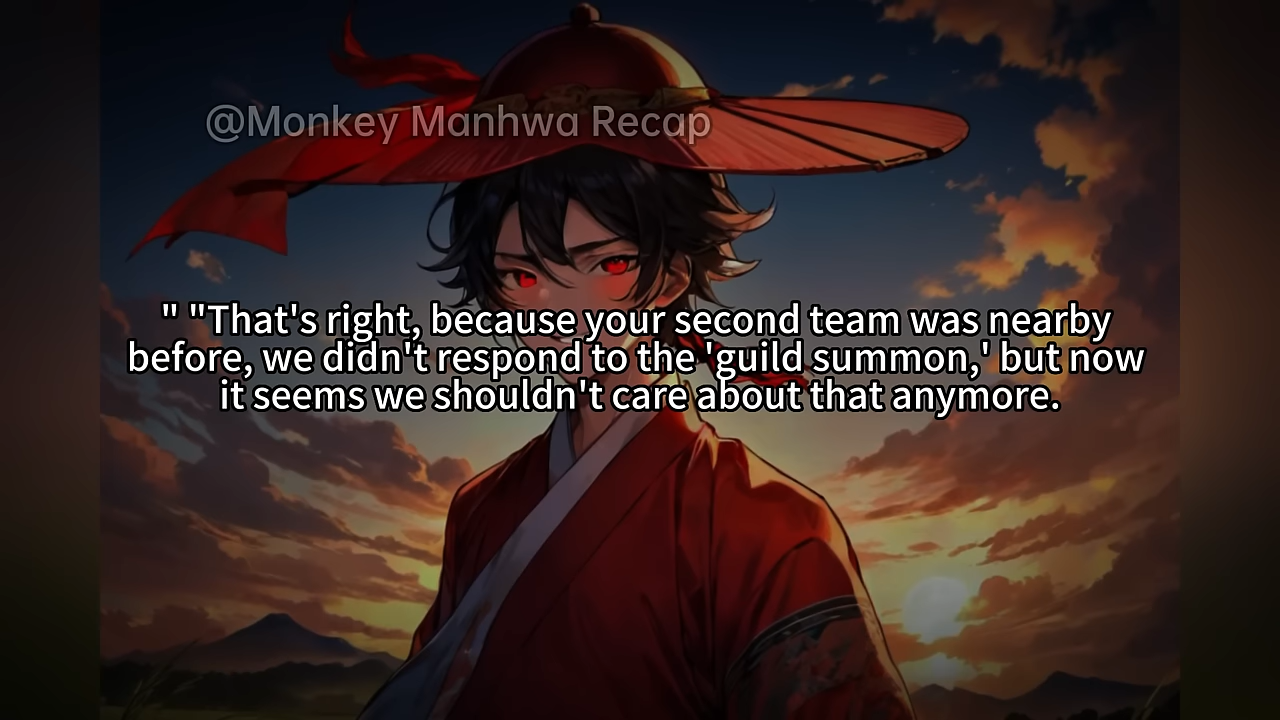 @Monkey Manhwa Recap
" "That's right, because your second team was nearby
before, we didn't respond to the 'guild summon,' but now
it seems we shouldn't care about that anymore.